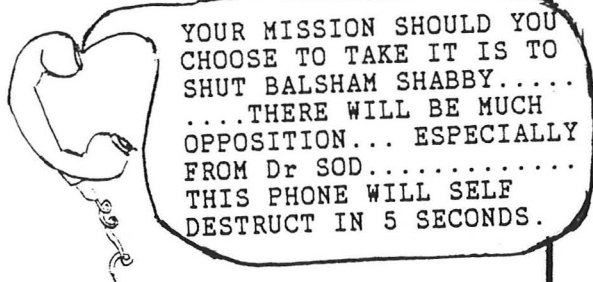 YOUR MISSION SHOULD YOU
CHOOSE TO TAKE IT IS TO
SHUT BALSHAM SHABBY.....
....THERE WILL BE MUCH
OPPOSITION... ESPECIALLY
FROM Dr SOD..............
THIS PHONE WILL SELF
DESTRUCT IN 5 SECONDS.